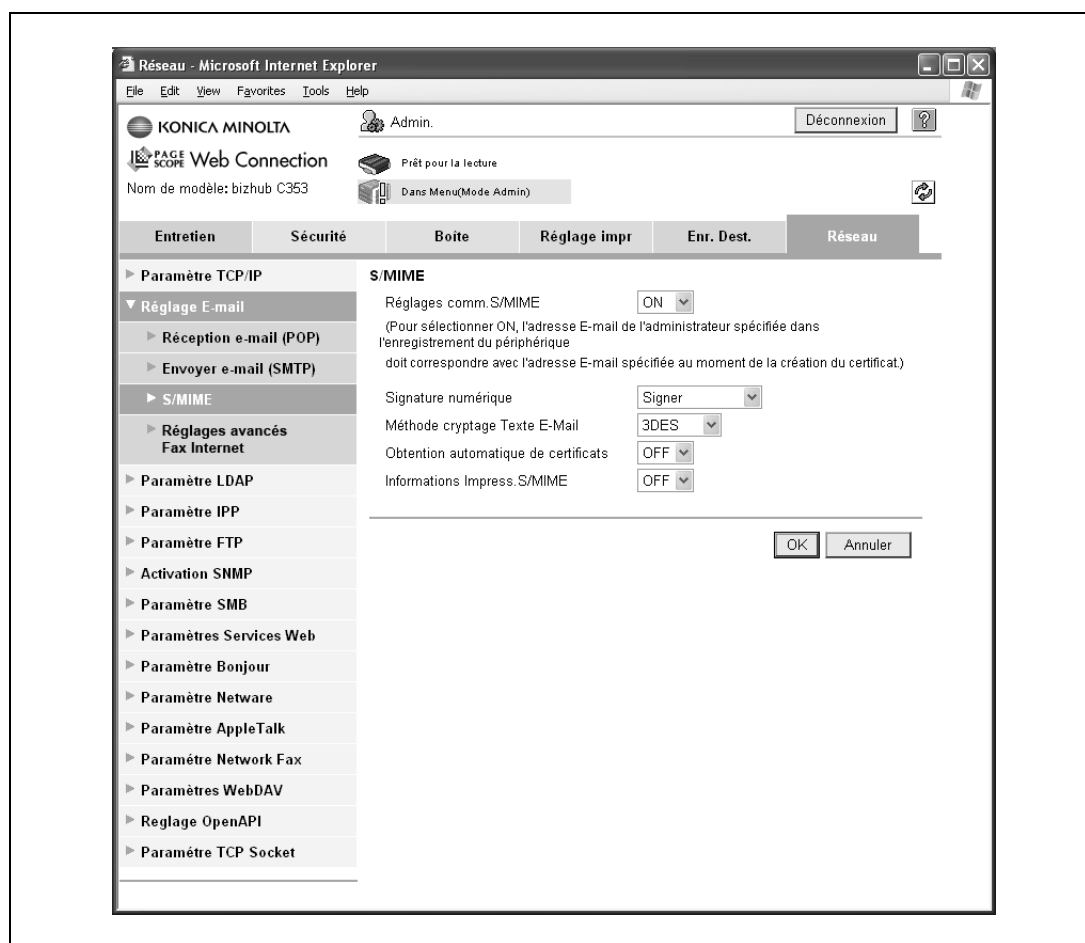 Réseau - Microsoft Internet Explorer
File Edit View Favorites Tools Help
KONICA MINOLTA
Admin.
Déconnexion
?
PAGE SCOPE Web Connection
Prêt pour la lecture
Nom de modèle: bizhub C353
Dans Menu(Mode Admin)
Entretien Sécurité Boîte Réglage impr Enr. Dest. Réseau
Paramètre TCP/IP
Réglage E-mail
Réception e-mail (POP)
Envoyer e-mail (SMTP)
S/MIME
Réglages avancés
Fax Internet
Paramètre LDAP
Paramètre IPP
Paramètre FTP
Activation SNMP
Paramètre SMB
Paramètres Services Web
Paramètre Bonjour
Paramètre Netware
Paramètre AppleTalk
Paramétre Network Fax
Paramètres WebDAV
Reglage OpenAPI
Paramétre TCP Socket
S/MIME
Réglages comm.S/MIME ON
(Pour sélectionner ON, l'adresse E-mail de l'administrateur spécifiée dans
l'enregistrement du périphérique
doit correspondre avec l'adresse E-mail spécifiée au moment de la création du certificat.)
Signature numérique Signer
Méthode cryptage Texte E-Mail 3DES
Obtention automatique de certificats OFF
Informations Impress.S/MIME OFF
OK Annuler